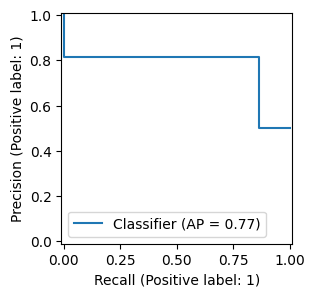 Precision (Positive label: 1)
1.0
0.8
0.6
0.4
0.2
0.0
Classifier (AP = 0.77)
0.00 0.25 0.50 0.75 1.00
Recall (Positive label: 1)